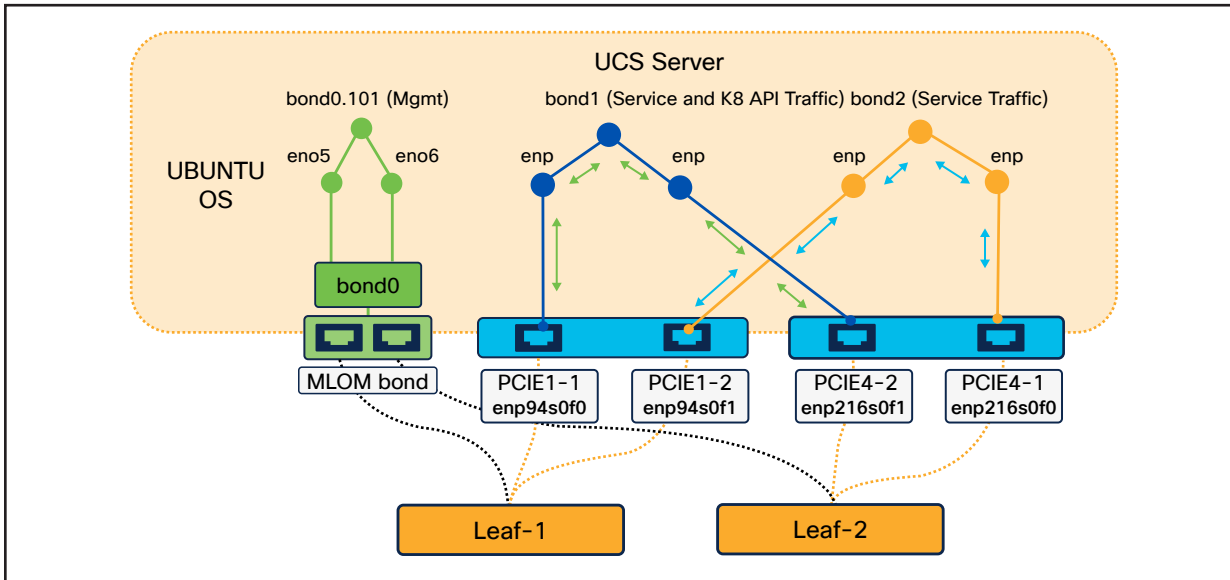 UCS Server
bond0.101 (Mgmt)
bond1 (Service and K8 API Traffic)
bond2 (Service Traffic)
eno5
eno6
enp
enp
enp
enp
UBUNTU
OS
bond0
MLOM bond
PCIE1-1
enp94s0f0
PCIE1-2
enp94s0f1
PCIE4-2
enp216s0f1
PCIE4-1
enp216s0f0
Leaf-1
Leaf-2